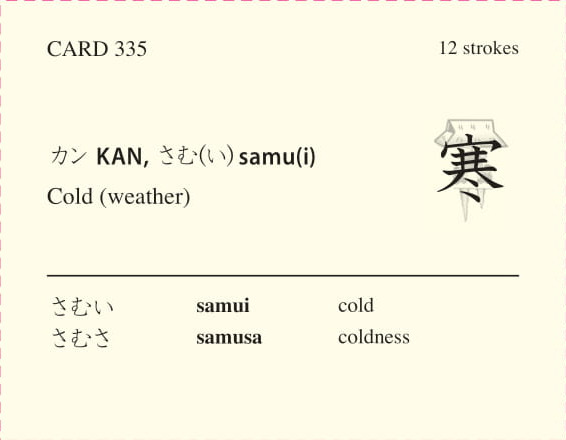 CARD 335 12 strokes
カン KAN, さむ(い) samu(i)
寒
Cold (weather)
さむい samui cold
さむさ samusa coldness